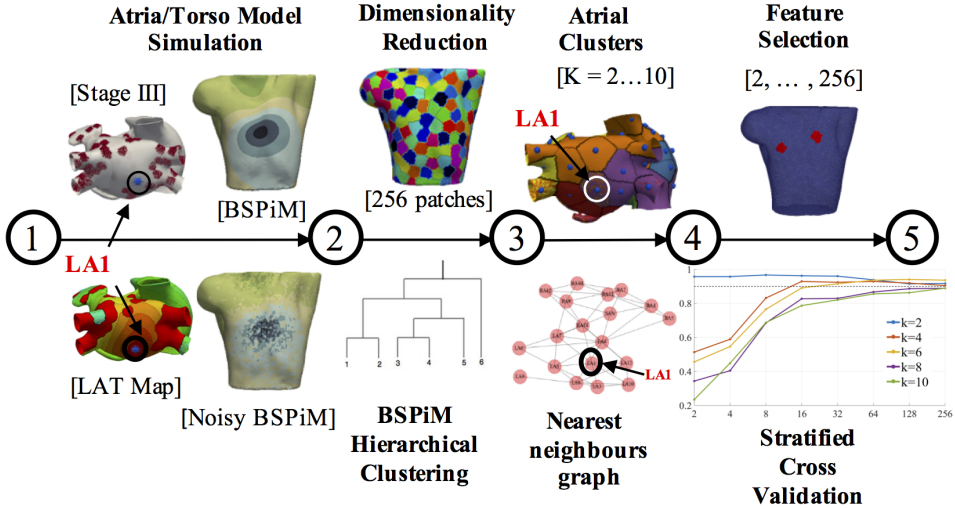 Atria/Torso Model
Simulation
[Stage III]
[BSPiM]
LA1
[LAT Map]
[Noisy BSPiM]
Dimensionality
Reduction
[256 patches]
1 2 3 4 5 6
BSPiM
Hierarchical
Clustering
Atrial
Clusters
[K = 2…10]
LA1
LA1
Nearest
neighbours
graph
Feature
Selection
[2, … , 256]
1
0.8
0.6
0.4
0.2
2 4 8 16 32 64 128 256
k=2
k=4
k=6
k=8
k=10
Stratified
Cross
Validation
1 2 3 4 5